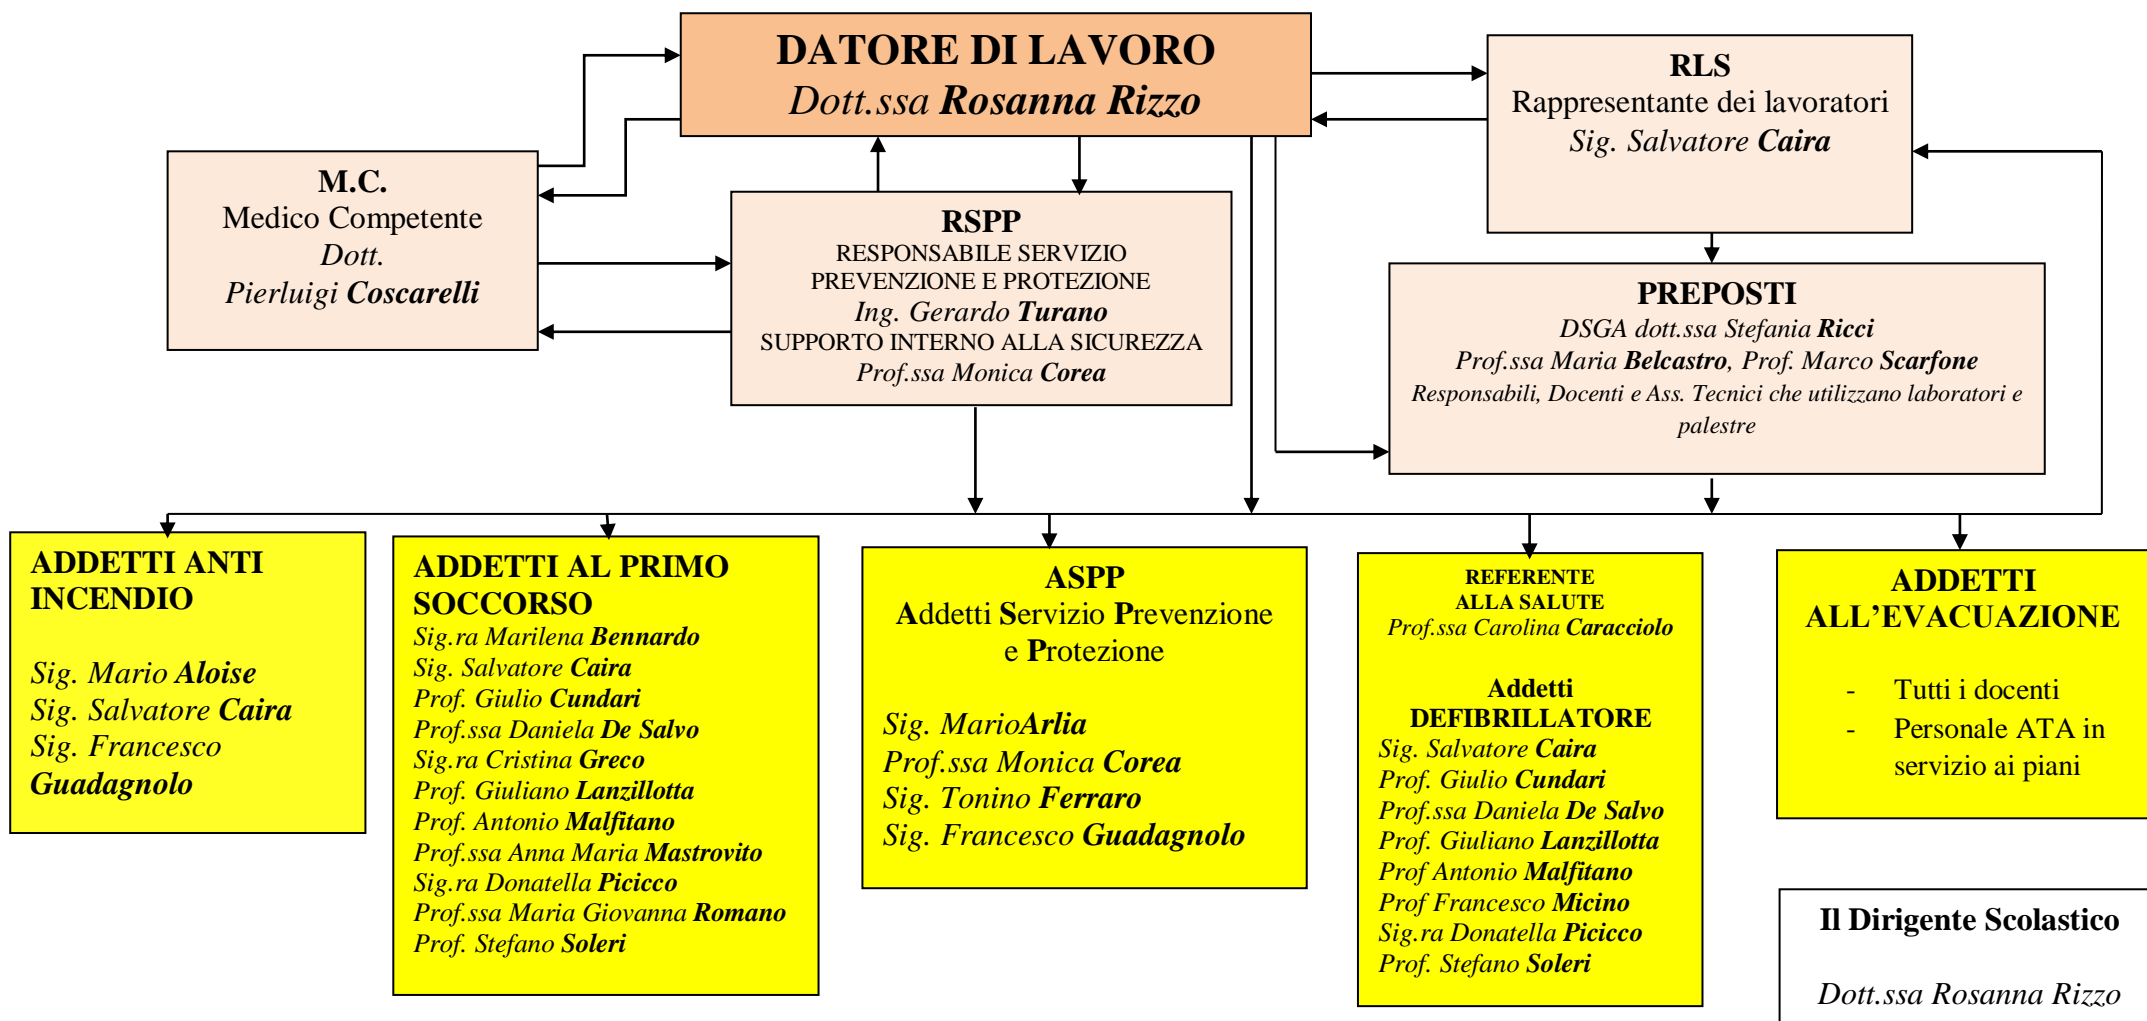 DATORE DI LAVORO
Dott.ssa Rosanna Rizzo
RLS
Rappresentante dei lavoratori
Sig. Salvatore Caira
M.C.
Medico Competente
Dott.
Pierluigi Coscarelli
RSPP
RESPONSABILE SERVIZIO
PREVENZIONE E PROTEZIONE
Ing. Gerardo Turano
SUPPORTO INTERNO ALLA SICUREZZA
Prof.ssa Monica Corea
PREPOSTI
DSGA dott.ssa Stefania Ricci
Prof.ssa Maria Belcastro, Prof. Marco Scarfone
Responsabili, Docenti e Ass. Tecnici che utilizzano laboratori e
palestre
ADDETTI ANTI
INCENDIO
Sig. Mario Aloise
Sig. Salvatore Caira
Sig. Francesco
Guadagnolo
ADDETTI AL PRIMO
SOCCORSO
Sig.ra Marilena Bennardo
Sig. Salvatore Caira
Prof. Giulio Cundari
Prof.ssa Daniela De Salvo
Sig.ra Cristina Greco
Prof. Giuliano Lanzillotta
Prof. Antonio Malfitano
Prof.ssa Anna Maria Mastrovito
Sig.ra Donatella Picicco
Prof.ssa Maria Giovanna Romano
Prof. Stefano Soleri
ASPP
Addetti Servizio Prevenzione
e Protezione
Sig. MarioArlia
Prof.ssa Monica Corea
Sig. Tonino Ferraro
Sig. Francesco Guadagnolo
REFERENTE
ALLA SALUTE
Prof.ssa Carolina Caracciolo
Addetti
DEFIBRILLATORE
Sig. Salvatore Caira
Prof. Giulio Cundari
Prof.ssa Daniela De Salvo
Prof. Giuliano Lanzillotta
Prof Antonio Malfitano
Prof Francesco Micino
Sig.ra Donatella Picicco
Prof. Stefano Soleri
ADDETTI
ALL’EVACUAZIONE
- Tutti i docenti
- Personale ATA in
servizio ai piani
Il Dirigente Scolastico
Dott.ssa Rosanna Rizzo